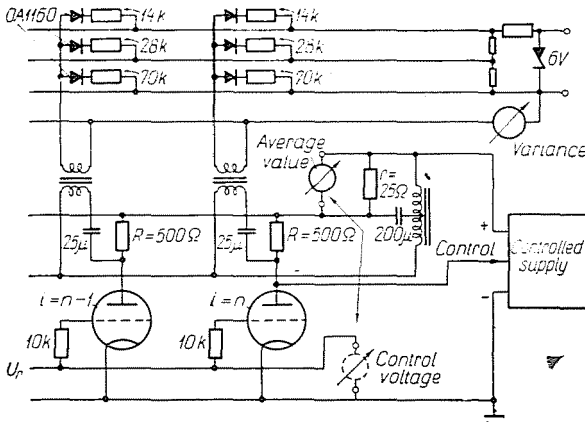 OA1160
14k
14k
28k
28k
70k
70k
6V
Average value
Variance
r=
25Ω
25μ
R=500Ω
25μ
R=500Ω
200μ
+
-
Control
Controlled supply
-
i=n-1
i=n
10k
10k
Control voltage
Ur